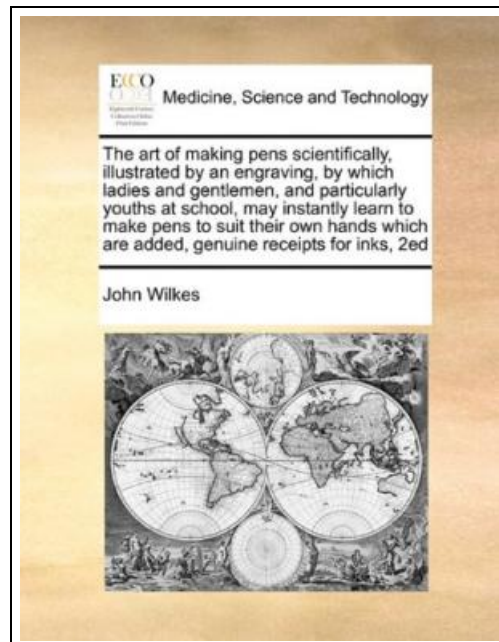 ECCO
Medicine, Science and Technology
The art of making pens scientifically,
illustrated by an engraving, by which
ladies and gentlemen, and particularly
youths at school, may instantly learn to
make pens to suit their own hands which
are added, genuine receipts for inks, 2ed
John Wilkes